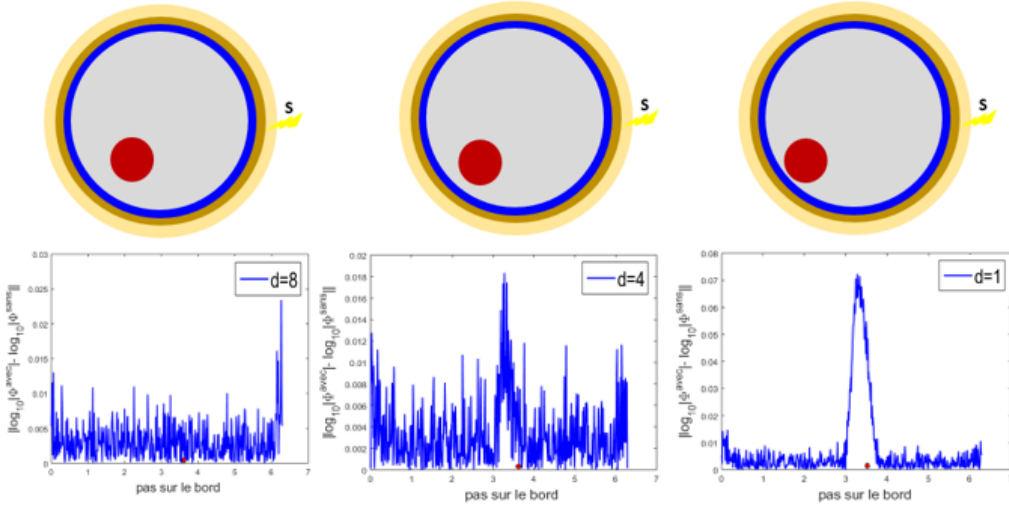 S
S
S
0.03
0.025
0.02
0.015
0.01
0.005
0
0 1 2 3 4 5 6 7
d=8
||log₁₀|Φᵃᵛᵉᶜ|- log₁₀|Φˢᵃⁿˢ|||
pas sur le bord
0.02
0.018
0.016
0.014
0.012
0.01
0.008
0.006
0.004
0.002
0
0 1 2 3 4 5 6 7
d=4
||log₁₀|Φᵃᵛᵉᶜ|- log₁₀|Φˢᵃⁿˢ|||
pas sur le bord
0.08
0.07
0.06
0.05
0.04
0.03
0.02
0.01
0
0 1 2 3 4 5 6 7
d=1
||log₁₀|Φᵃᵛᵉᶜ|- log₁₀|Φˢᵃⁿˢ|||
pas sur le bord